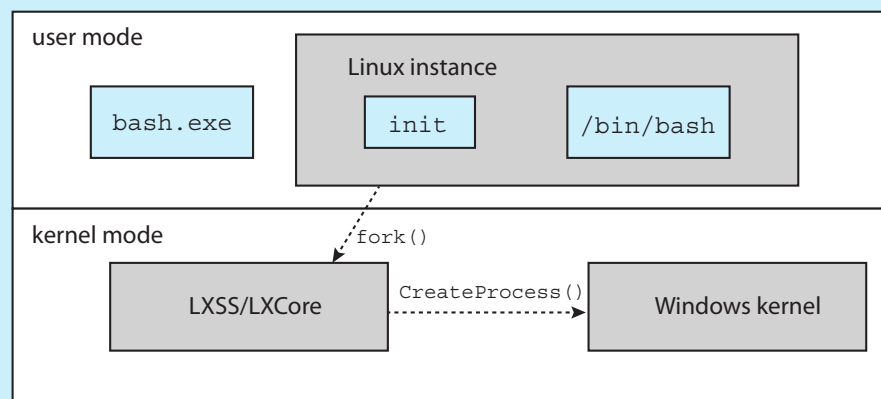 user mode
Linux instance
bash.exe
init
/bin/bash
kernel mode
fork()
LXSS/LXCore
CreateProcess()
Windows kernel